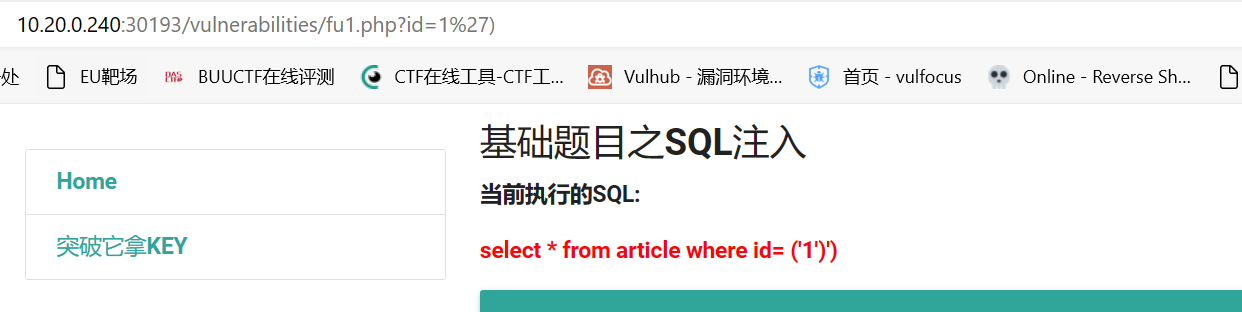 10.20.0.240:30193/vulnerabilities/fu1.php?id=1%27)
处 EU靶场 BUUCTF在线评测 CTF在线工具-CTF工... Vulhub - 漏洞环境... 首页 - vulfocus Online - Reverse Sh...
基础题目之SQL注入
Home
当前执行的SQL:
突破它拿KEY
select * from article where id= ('1')')